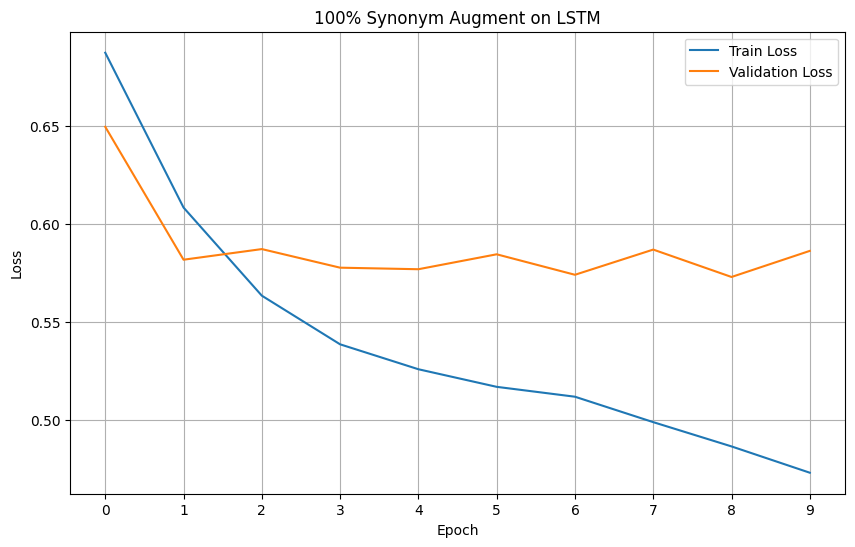 100% Synonym Augment on LSTM
Train Loss
Validation Loss
0.65
0.60
0.55
0.50
Loss
0 1 2 3 4 5 6 7 8 9
Epoch